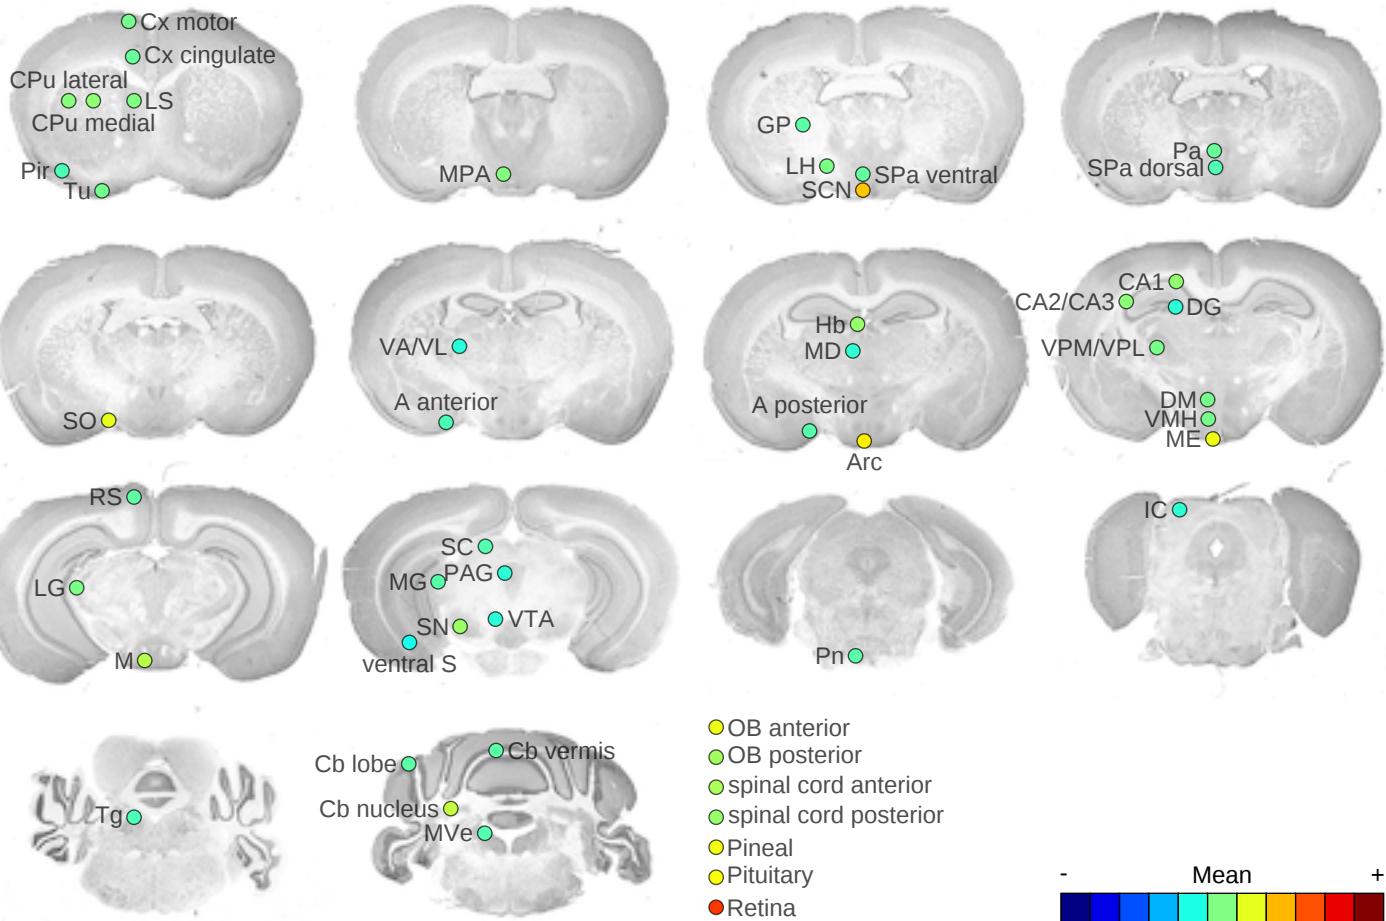 Cx motor
Cx cingulate
CPu lateral
LS
CPu medial
Pir
Tu
MPA
GP
LH
SPa ventral
SCN
Pa
SPa dorsal
SO
VA/VL
A anterior
Hb
MD
A posterior
Arc
CA1
CA2/CA3
DG
VPM/VPL
DM
VMH
ME
RS
LG
M
SC
MG
PAG
SN
VTA
ventral S
Pn
IC
Tg
Cb lobe
Cb vermis
Cb nucleus
MVe
OB anterior
OB posterior
spinal cord anterior
spinal cord posterior
Pineal
Pituitary
Retina
- Mean +